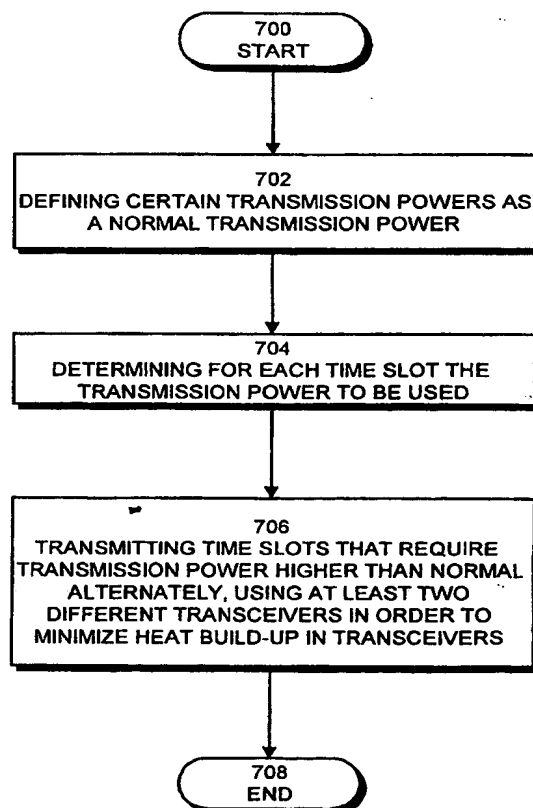 700
START
702
DEFINING CERTAIN TRANSMISSION POWERS AS
A NORMAL TRANSMISSION POWER
704
DETERMINING FOR EACH TIME SLOT THE
TRANSMISSION POWER TO BE USED
706
TRANSMITTING TIME SLOTS THAT REQUIRE
TRANSMISSION POWER HIGHER THAN NORMAL
ALTERNATELY, USING AT LEAST TWO
DIFFERENT TRANSCEIVERS IN ORDER TO
MINIMIZE HEAT BUILD-UP IN TRANSCEIVERS
708
END